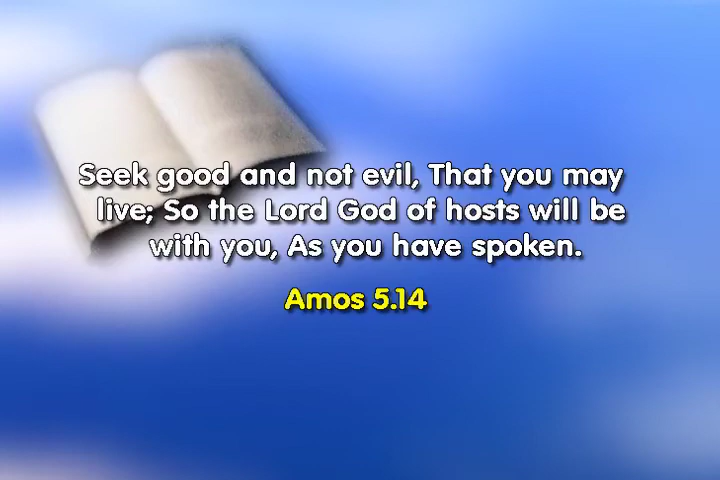 Seek good and not evil, That you may
live; So the Lord God of hosts will be
with you, As you have spoken.
Amos 5.14